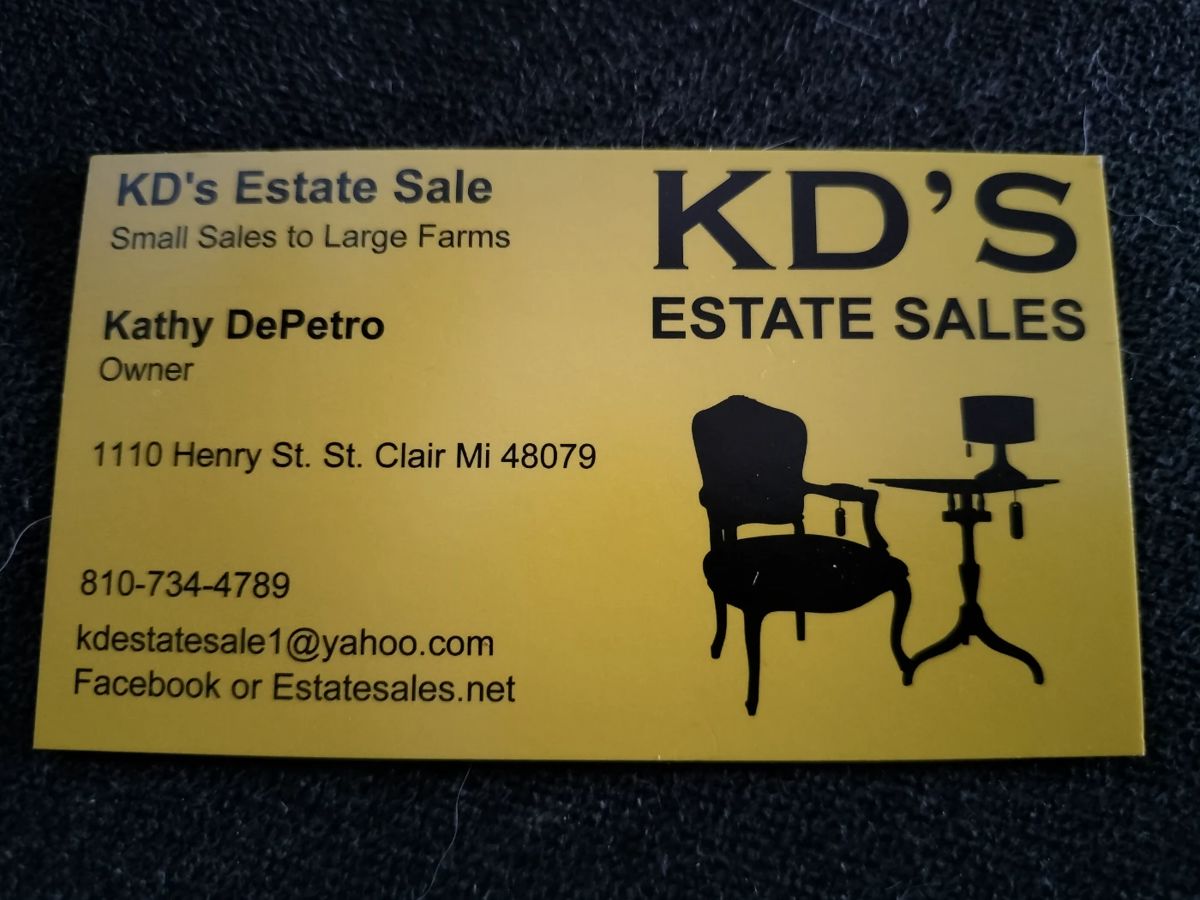 KD's Estate Sale
Small Sales to Large Farms
Kathy DePetro
Owner
1110 Henry St. St. Clair Mi 48079
810-734-4789
kdestatesale1@yahoo.com
Facebook or Estatesales.net
KD'S
ESTATE SALES